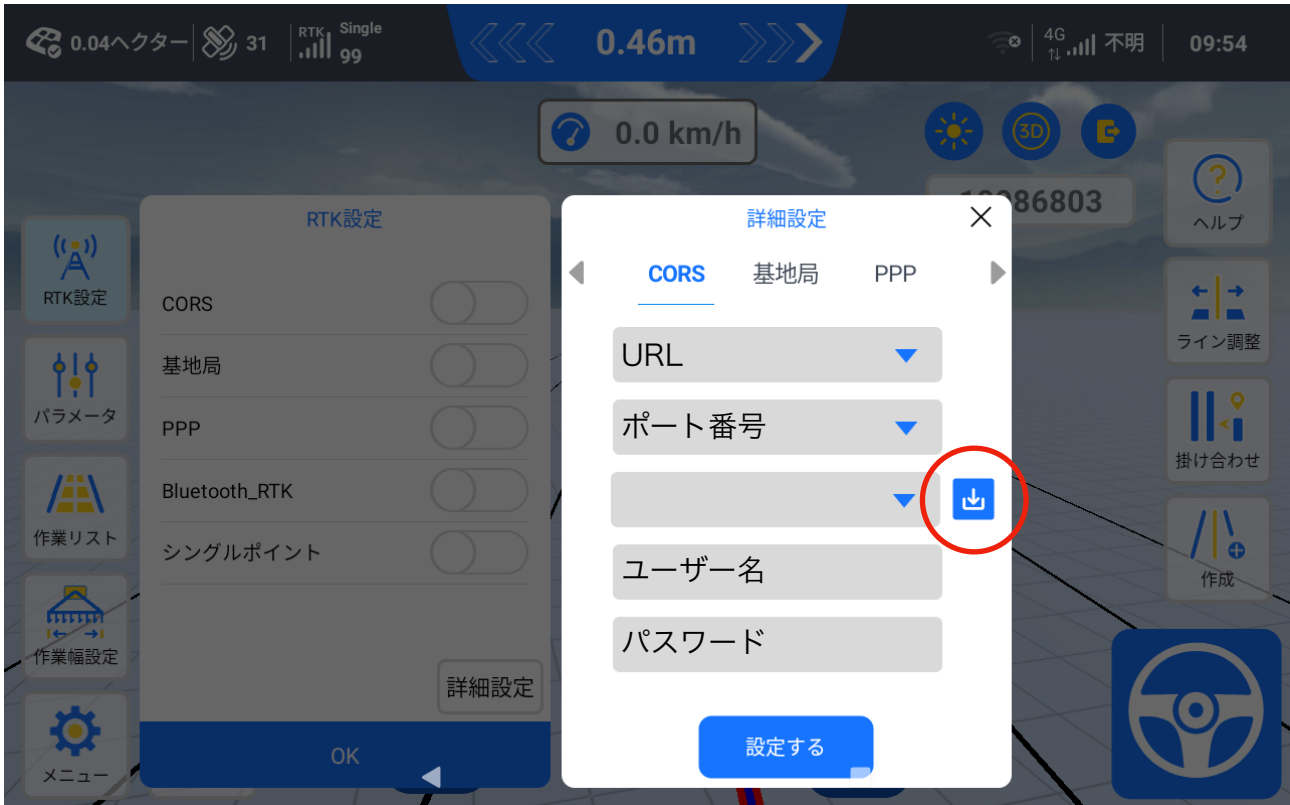 0.04ヘクター
31
RTK
Single
99
0.46m
4G
不明
09:54
0.0 km/h
3D
86803
ヘルプ
RTK設定
パラメータ
作業リスト
作業幅設定
メニュー
RTK設定
CORS
基地局
PPP
Bluetooth_RTK
シングルポイント
詳細設定
OK
詳細設定
CORS 基地局 PPP
URL
ポート番号
ユーザー名
パスワード
設定する
ライン調整
掛け合わせ
作成